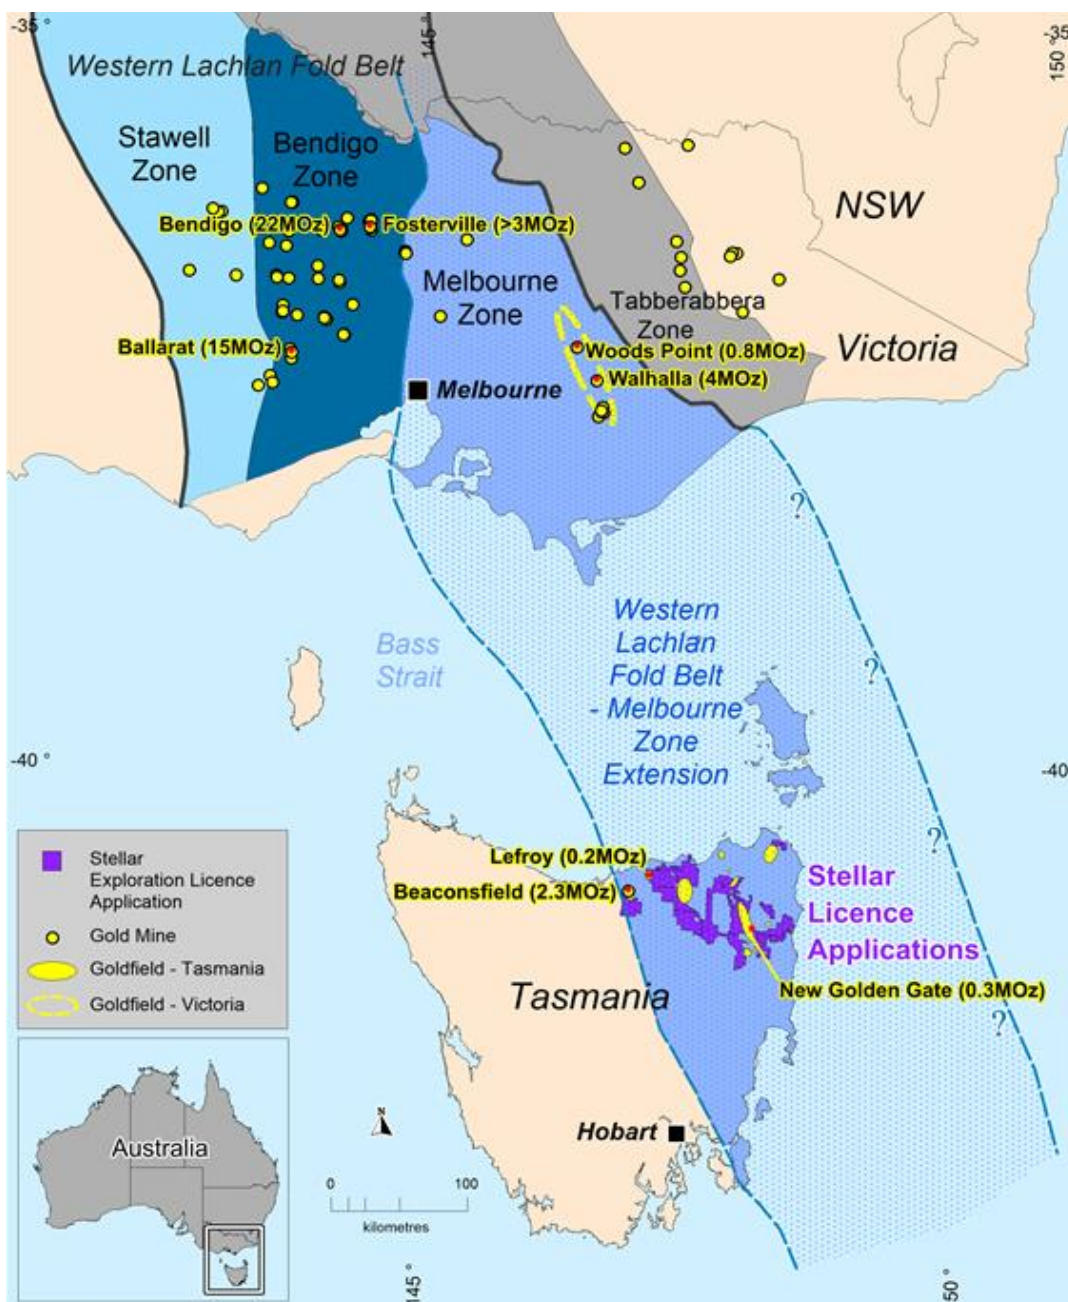 -35 °
145 °
-35 °
150 °
Western Lachlan Fold Belt
Stawell
Zone
Bendigo
Zone
NSW
Bendigo (22MOz)
Fosterville (>3MOz)
Melbourne
Zone
Tabberabbera
Zone
Victoria
Ballarat (15MOz)
Woods Point (0.8MOz)
Walhalla (4MOz)
Melbourne
?
Western
Lachlan
Fold Belt
- Melbourne
Zone
Extension
Bass
Strait
?
-40 °
-40
?
Stellar
Exploration Licence
Application
Gold Mine
Goldfield - Tasmania
Goldfield - Victoria
Lefroy (0.2MOz)
Beaconsfield (2.3MOz)
Stellar
Licence
Applications
New Golden Gate (0.3MOz)
Tasmania
?
Australia
N
Hobart
0
100
kilometres
145 °
150 °